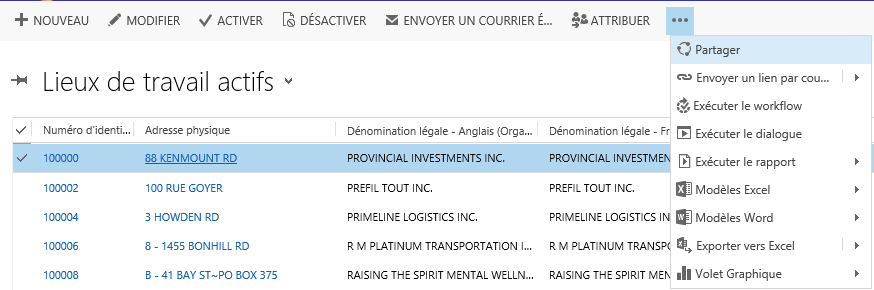 NOUVEAU MODIFIER ACTIVER DÉSACTIVER ENVOYER UN COURRIER É... ATTRIBUER ...
Partager
Envoyer un lien par cou...
Exécuter le workflow
Exécuter le dialogue
Exécuter le rapport
Modèles Excel
Modèles Word
Exporter vers Excel
Volet Graphique
Lieux de travail actifs
Numéro d'identi... Adresse physique Dénomination légale - Anglais (Orga... Dénomination légale - Fr
100000 88 KENMOUNT RD PROVINCIAL INVESTMENTS INC. PROVINCIAL INVESTMEN
100002 100 RUE GOYER PREFIL TOUT INC. PREFIL TOUT INC.
100004 3 HOWDEN RD PRIMELINE LOGISTICS INC. PRIMELINE LOGISTICS INC.
100006 8 - 1455 BONHILL RD R M PLATINUM TRANSPORTATION I... R M PLATINUM TRANSPOR
100008 B - 41 BAY ST~PO BOX 375 RAISING THE SPIRIT MENTAL WELLN... RAISING THE SPIRIT MEN